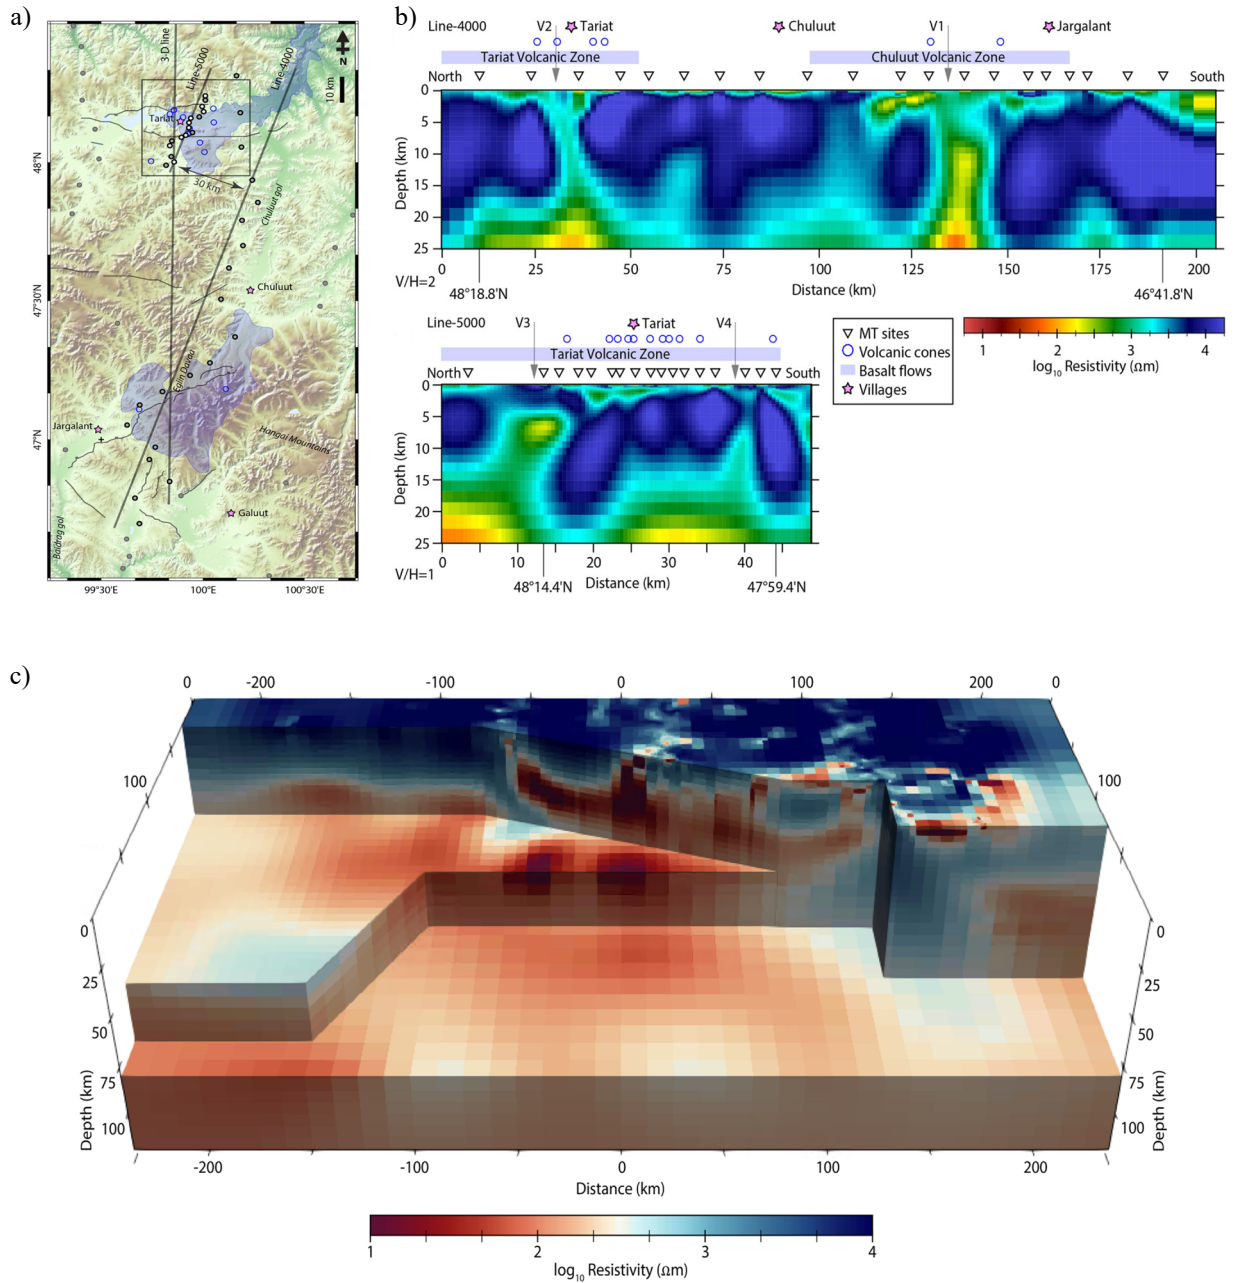 a)
3-D line
Line-5000
Line-4000
N
10 km
Tariat
30 km
Chuluut gol
Chuluut
Egiin Davaa
Jargalant
Hangai Mountains
Galuut
Baidrag gol
48°N
47°30'N
47°N
99°30'E 100°E 100°30'E
b)
Line-4000 V2 Tariat Chuluut V1 Jargalant
Tariat Volcanic Zone Chuluut Volcanic Zone
North South
0
5
10
15
20
25
Depth (km)
0 25 50 75 100 125 150 175 200
V/H=2 Distance (km)
48°18.8'N 46°41.8'N
Line-5000 V3 Tariat V4
Tariat Volcanic Zone
North South
0
5
10
15
20
25
Depth (km)
0 10 20 30 40
V/H=1 Distance (km)
48°14.4'N 47°59.4'N
MT sites
Volcanic cones
Basalt flows
Villages
1 2 3 4
log10 Resistivity (Ωm)
c)
0 -200 -100 0 100 200 0
100 100
0 0
25 25
50 50
75 75
100 100
Depth (km) Depth (km)
-200 -100 0 100 200
Distance (km)
1 2 3 4
log10 Resistivity (Ωm)